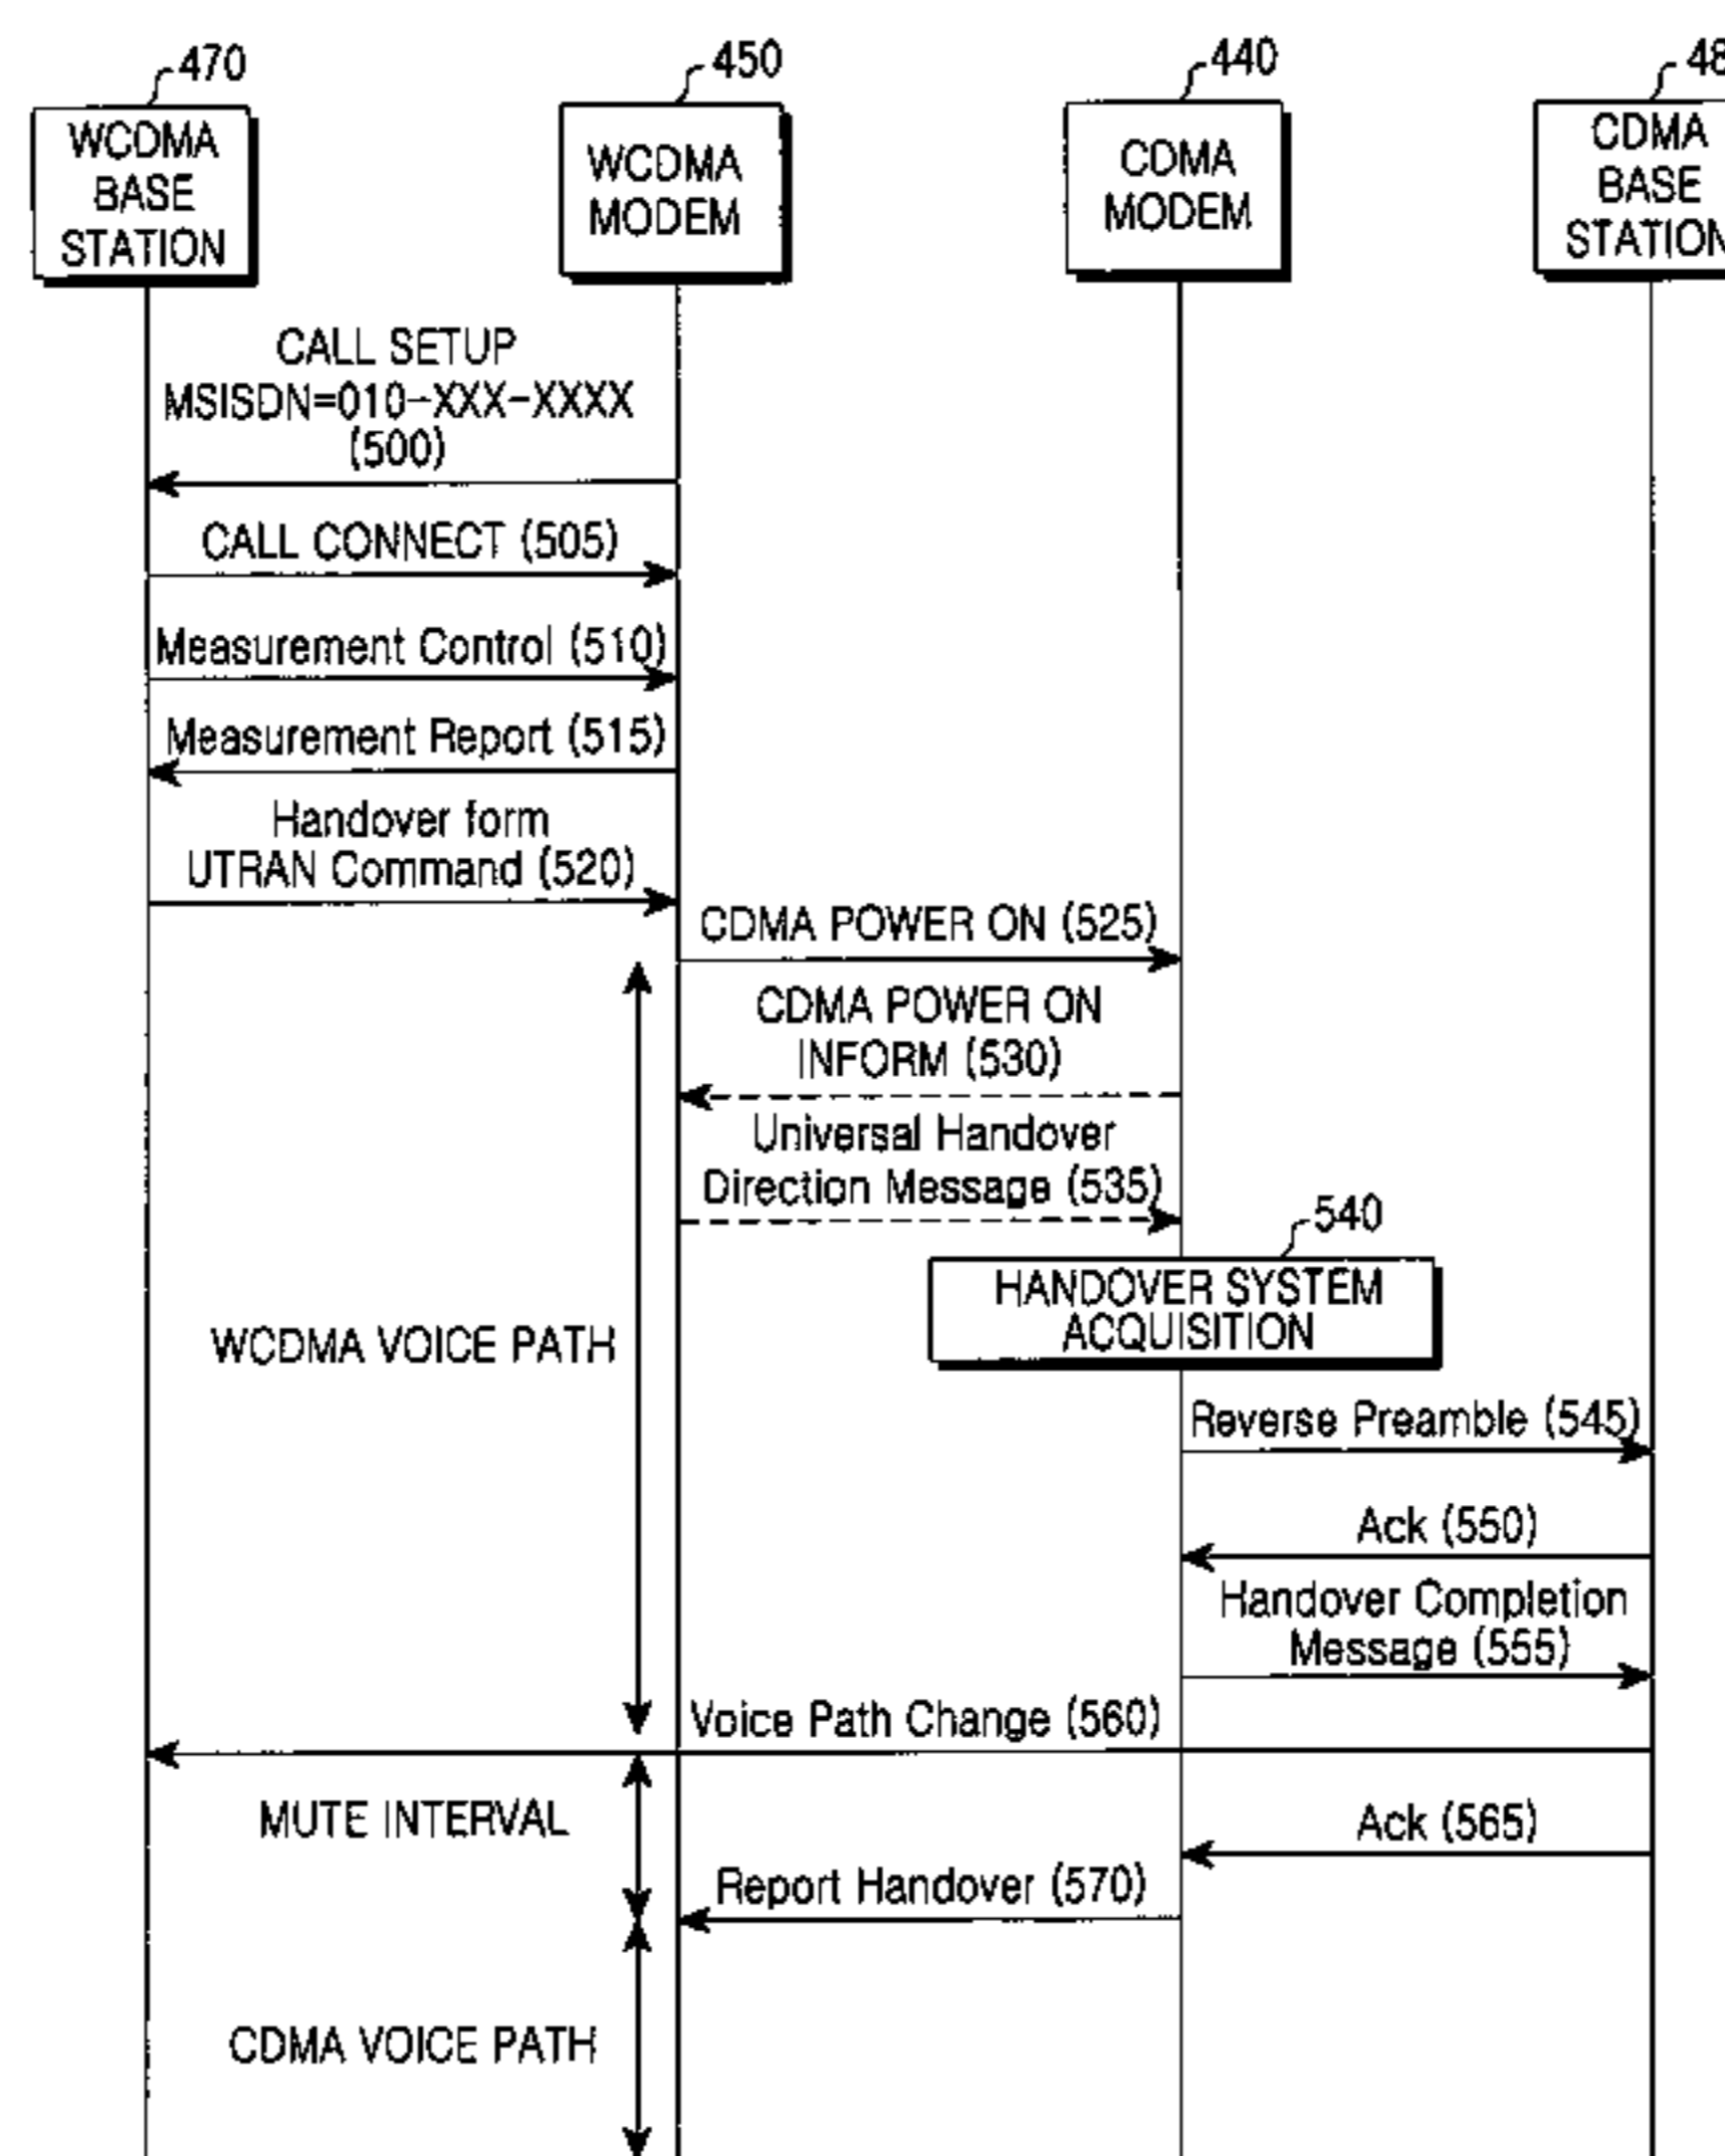 470
450
440
48
WCDMA
BASE
STATION
WCDMA
MODEM
CDMA
MODEM
CDMA
BASE
STATION
CALL SETUP
MSISDN=010-XXX-XXXX
(500)
CALL CONNECT (505)
Measurement Control (510)
Measurement Report (515)
Handover form
UTRAN Command (520)
CDMA POWER ON (525)
CDMA POWER ON
INFORM (530)
Universal Handover
Direction Message (535)
540
HANDOVER SYSTEM
ACQUISITION
WCDMA VOICE PATH
Reverse Preamble (545)
Ack (550)
Handover Completion
Message (555)
Voice Path Change (560)
MUTE INTERVAL
Ack (565)
Report Handover (570)
CDMA VOICE PATH